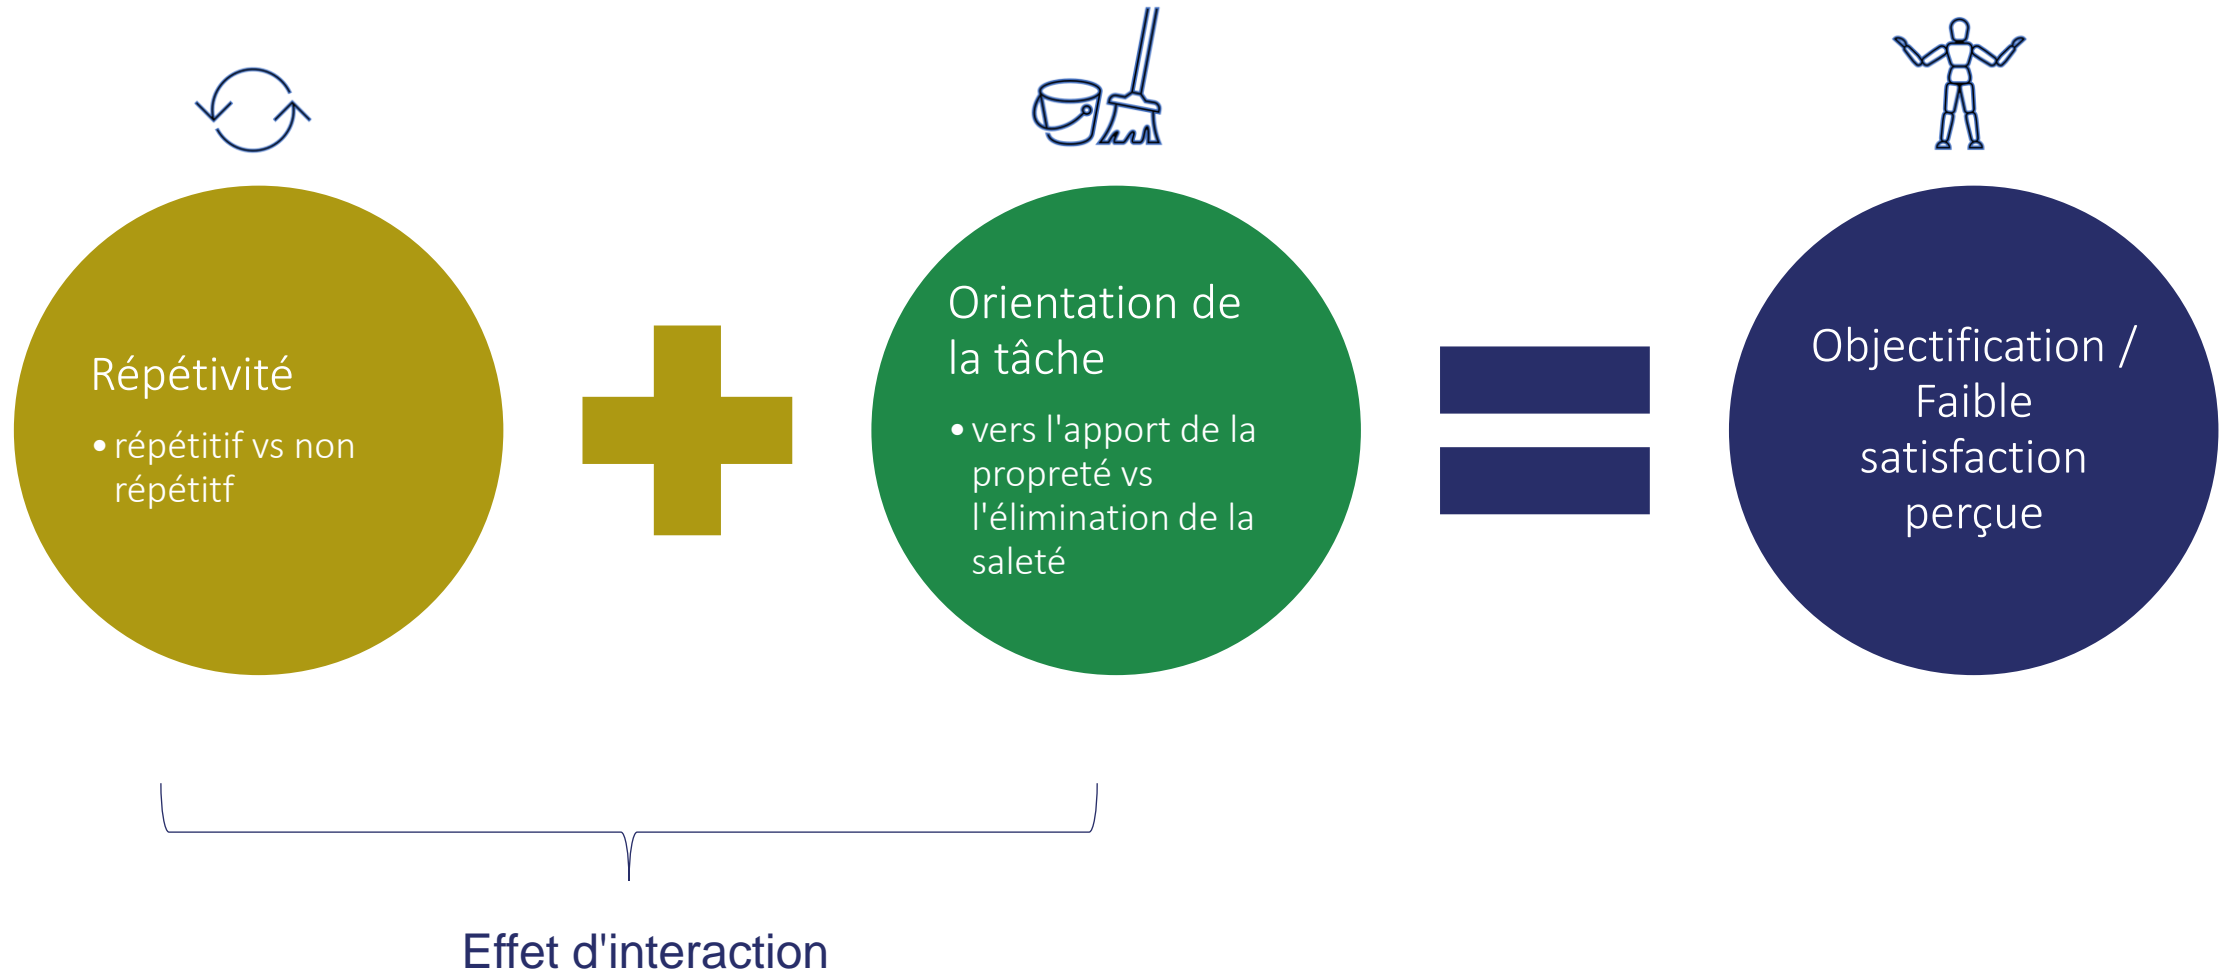 Répétivité
• répétitif vs non
répétitf
Orientation de
la tâche
• vers l'apport de la
propreté vs
l'élimination de la
saleté
Objectification /
Faible
satisfaction
perçue
Effet d'interaction